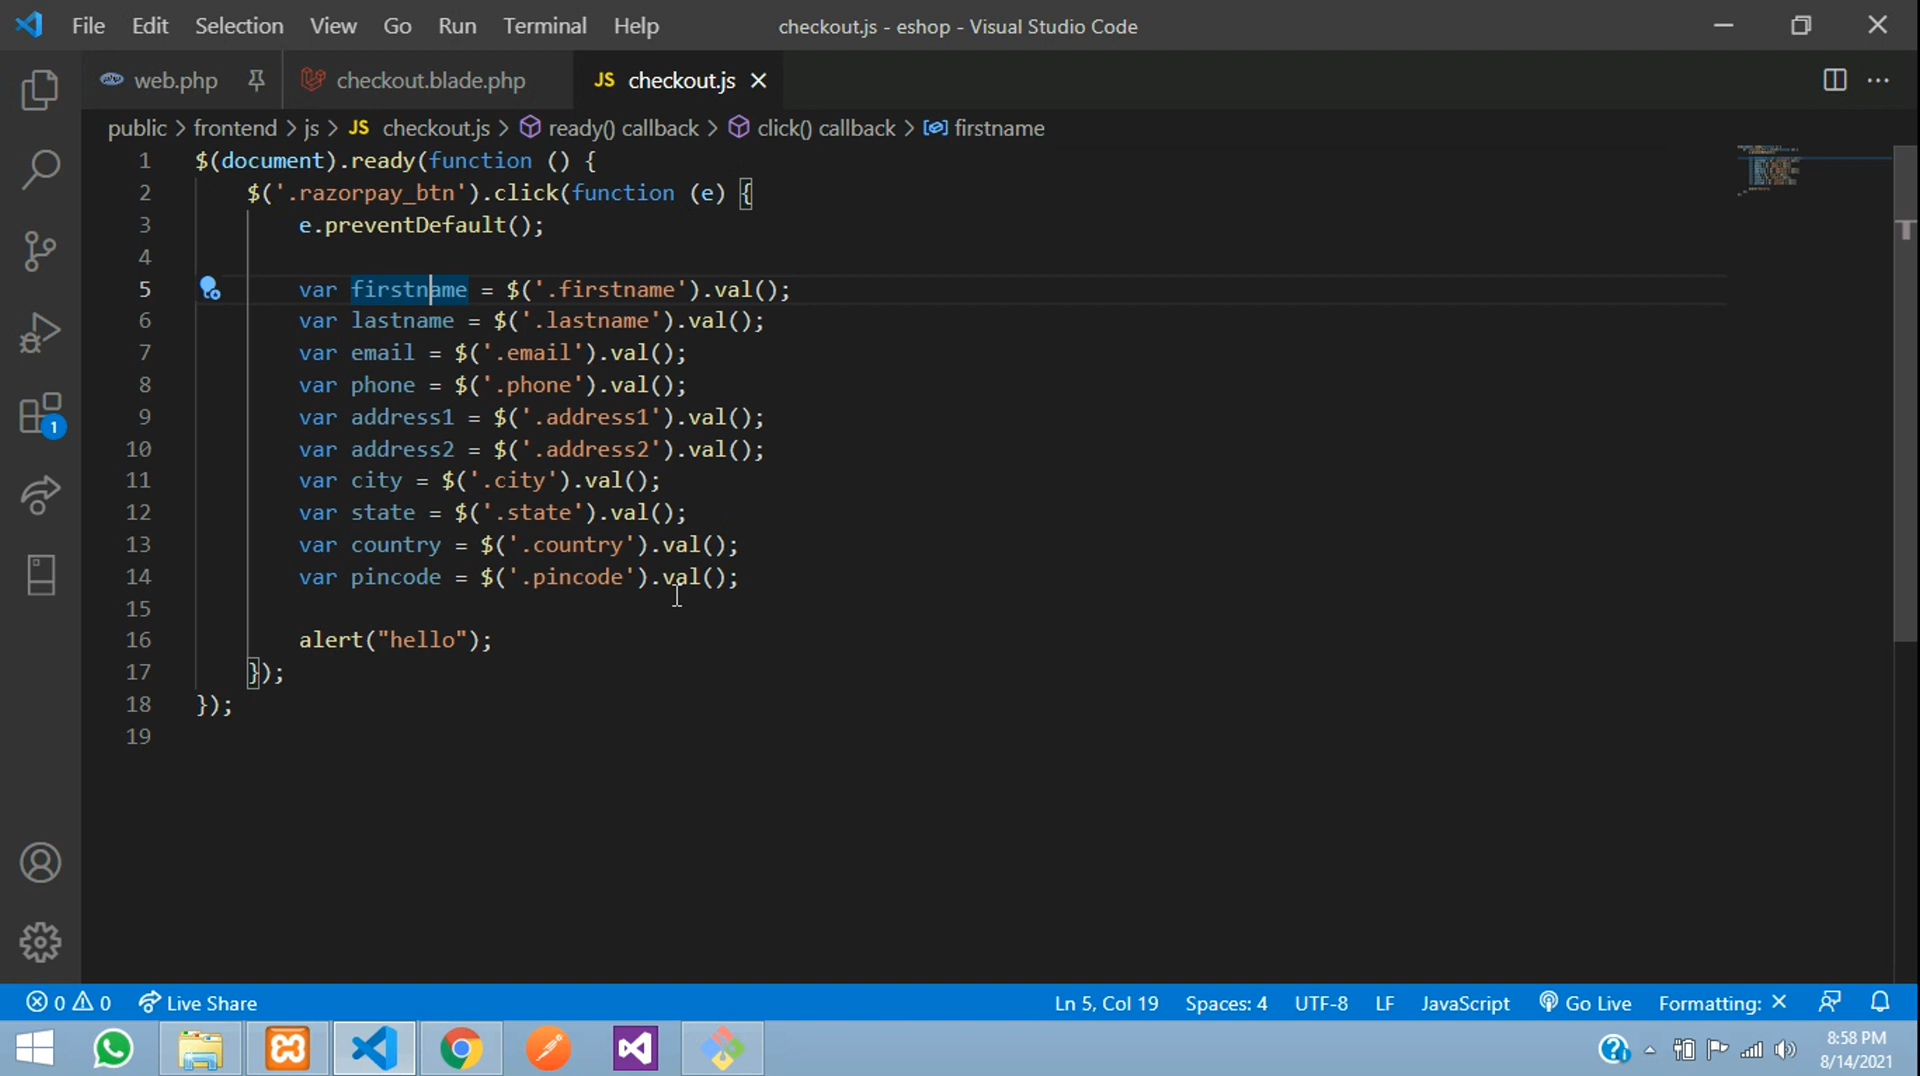 File Edit Selection View Go Run Terminal Help checkout.js - eshop - Visual Studio Code
web.php checkout.blade.php JS checkout.js
public > frontend > js > JS checkout.js > ready() callback > click() callback > firstname
1 $(document).ready(function () {
2 $('.razorpay_btn').click(function (e) {
3 e.preventDefault();
4
5 var firstname = $('.firstname').val();
6 var lastname = $('.lastname').val();
7 var email = $('.email').val();
8 var phone = $('.phone').val();
9 var address1 = $('.address1').val();
10 var address2 = $('.address2').val();
11 var city = $('.city').val();
12 var state = $('.state').val();
13 var country = $('.country').val();
14 var pincode = $('.pincode').val();
15
16 alert("hello");
17 });
18 });
19
1
0 0 Live Share Ln 5, Col 19 Spaces: 4 UTF-8 LF JavaScript Go Live Formatting: ×
8:58 PM
8/14/2021